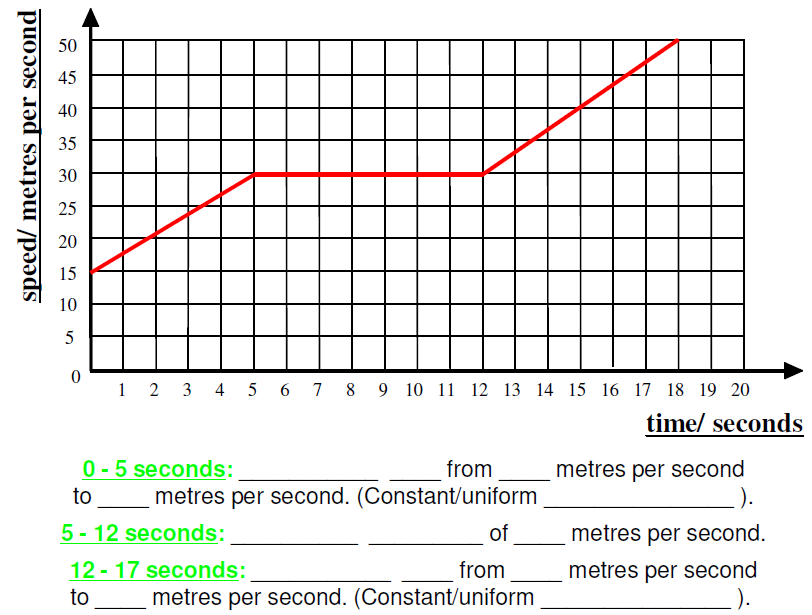 speed/ metres per second
50
45
40
35
30
25
20
15
10
5
0
1 2 3 4 5 6 7 8 9 10 11 12 13 14 15 16 17 18 19 20
time/ seconds
0 - 5 seconds: ___________ ____ from ____ metres per second
to ____ metres per second. (Constant/uniform _______________ ).
5 - 12 seconds: __________ _________ of ____ metres per second.
12 - 17 seconds: ___________ ____ from ____ metres per second
to ____ metres per second. (Constant/uniform _______________ ).